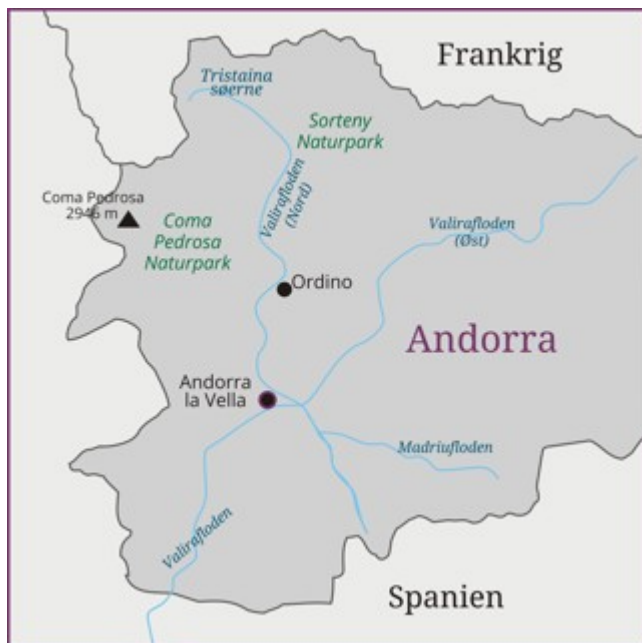 Frankrig
Tristaina
søerne
Sorteny
Naturpark
Valirafloden
(Nord)
Coma Pedrosa
2946 m
Coma
Pedrosa
Naturpark
Valirafloden
(Øst)
Ordino
Andorra
Andorra
la Vella
Madriufloden
Valirafloden
Spanien